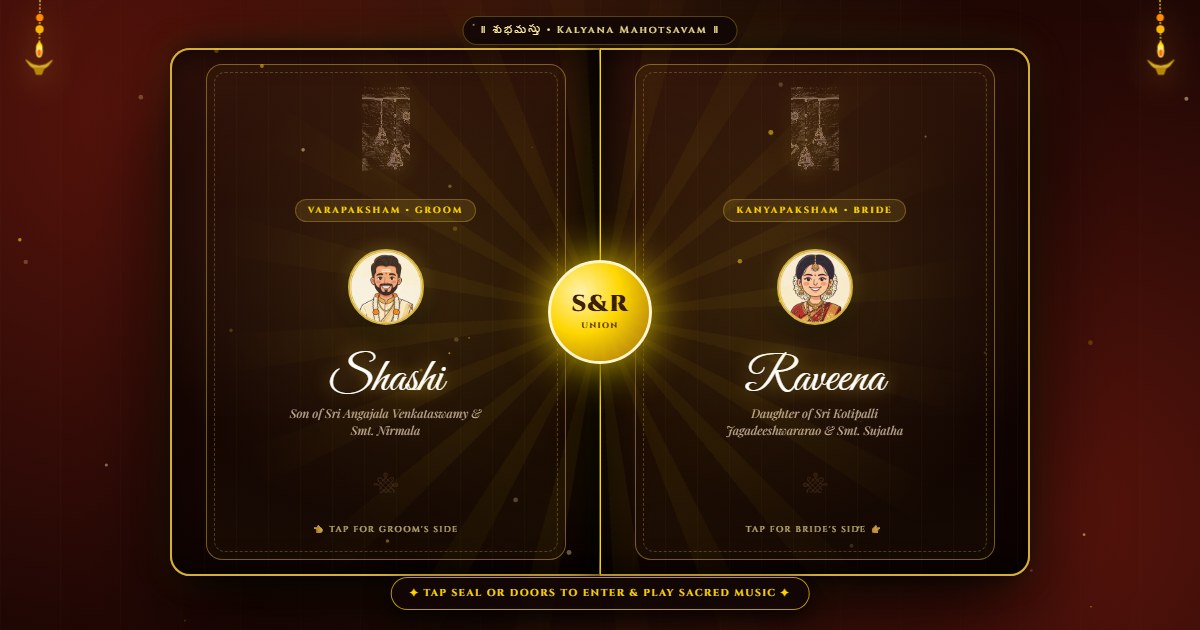 ॥ శుభమస్తు • Kalyana Mahotsavam ॥
VARAPAKSHAM • GROOM
Shashi
Son of Sri Angajala Venkataswamy &
Smt. Nirmala
TAP FOR GROOM'S SIDE
S&R
UNION
KANYAPAKSHAM • BRIDE
Raveena
Daughter of Sri Kotipalli
Jagadeeshwararao & Smt. Sujatha
TAP FOR BRIDE'S SIDE
✦ TAP SEAL OR DOORS TO ENTER & PLAY SACRED MUSIC ✦